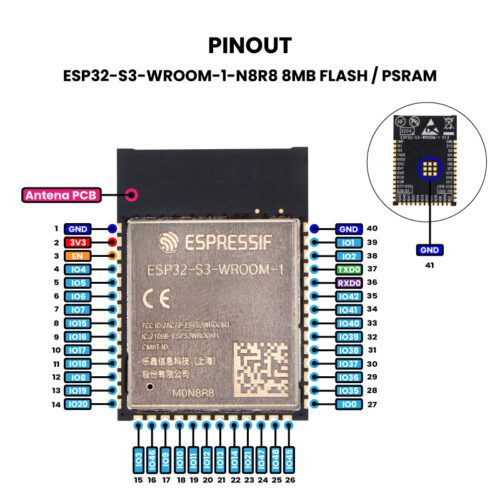 PINOUT
ESP32-S3-WROOM-1-N8R8 8MB FLASH / PSRAM
Antena PCB
1 GND
2 3V3
3 EN
4 IO4
5 IO5
6 IO6
7 IO7
8 IO15
9 IO16
10 IO17
11 IO18
12 IO8
13 IO19
14 IO20
ESPRESSIF
ESP32-S3-WROOM-1
CE
FCC ID:2AC7Z-ESPS3WROOM1
IC:21098-ESPS3WROOM1
CMIIT ID:
乐鑫信息科技（上海）
股份有限公司
M0N8R8
GND 40
IO1 39
IO2 38
TXD0 37
RXD0 36
IO42 35
IO41 34
IO40 33
IO39 32
IO38 31
IO37 30
IO36 29
IO35 28
IO0 27
IO3 IO46 IO9 IO10 IO11 IO12 IO13 IO14 IO21 IO47 IO48 IO45
15 16 17 18 19 20 21 22 23 24 25 26
ESP32-S3-WROOM-1
GND
41